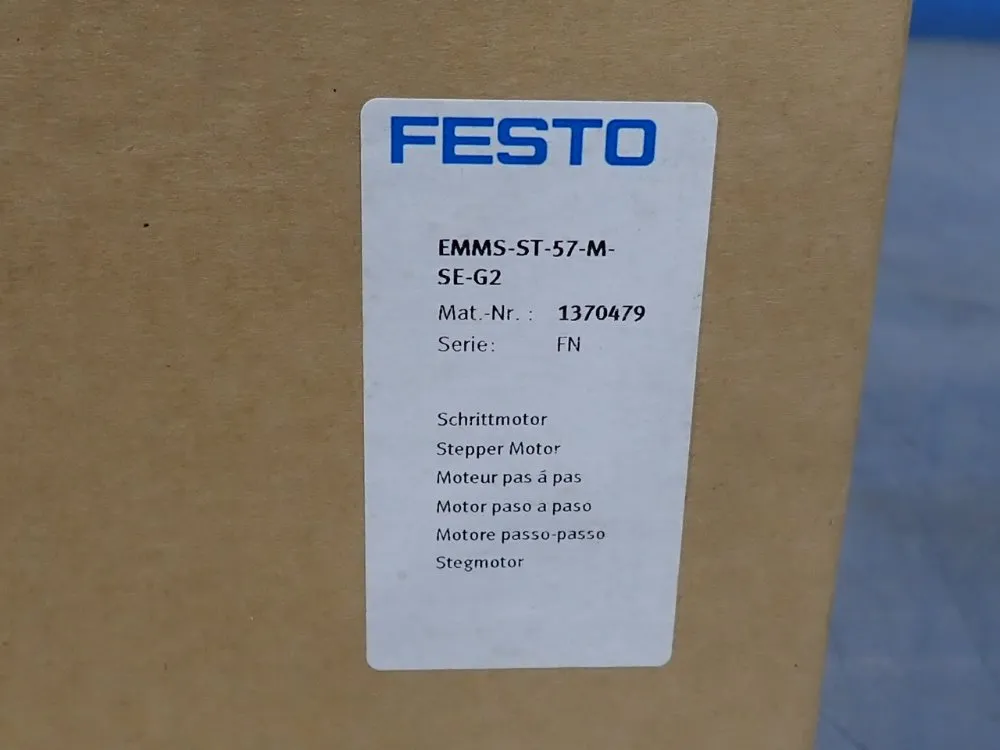 FESTO
EMMS-ST-57-M-
SE-G2
Mat.-Nr. : 1370479
Serie: FN
Schrittmotor
Stepper Motor
Moteur pas á pas
Motor paso a paso
Motore passo-passo
Stegmotor